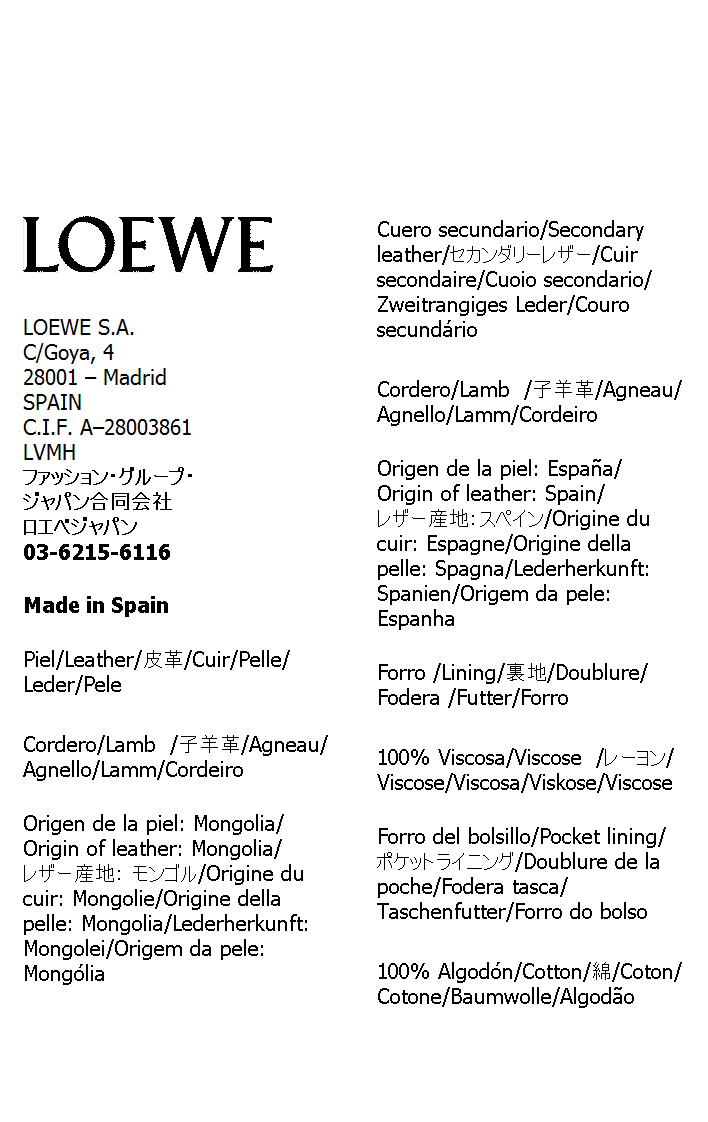 LOEWE
LOEWE S.A.
C/Goya, 4
28001 – Madrid
SPAIN
C.I.F. A–28003861
LVMH
ファッション・グループ・
ジャパン合同会社
ロエベジャパン
03-6215-6116
Made in Spain
Piel/Leather/皮革/Cuir/Pelle/
Leder/Pele
Cordero/Lamb /子羊革/Agneau/
Agnello/Lamm/Cordeiro
Origen de la piel: Mongolia/
Origin of leather: Mongolia/
レザー産地: モンゴル/Origine du
cuir: Mongolie/Origine della
pelle: Mongolia/Lederherkunft:
Mongolei/Origem da pele:
Mongólia
Cuero secundario/Secondary
leather/セカンダリーレザー/Cuir
secondaire/Cuoio secondario/
Zweitrangiges Leder/Couro
secundário
Cordero/Lamb /子羊革/Agneau/
Agnello/Lamm/Cordeiro
Origen de la piel: España/
Origin of leather: Spain/
レザー産地: スペイン/Origine du
cuir: Espagne/Origine della
pelle: Spagna/Lederherkunft:
Spanien/Origem da pele:
Espanha
Forro /Lining/裏地/Doublure/
Fodera /Futter/Forro
100% Viscosa/Viscose /レーヨン/
Viscose/Viscosa/Viskose/Viscose
Forro del bolsillo/Pocket lining/
ポケットライニング/Doublure de la
poche/Fodera tasca/
Taschenfutter/Forro do bolso
100% Algodón/Cotton/綿/Coton/
Cotone/Baumwolle/Algodão